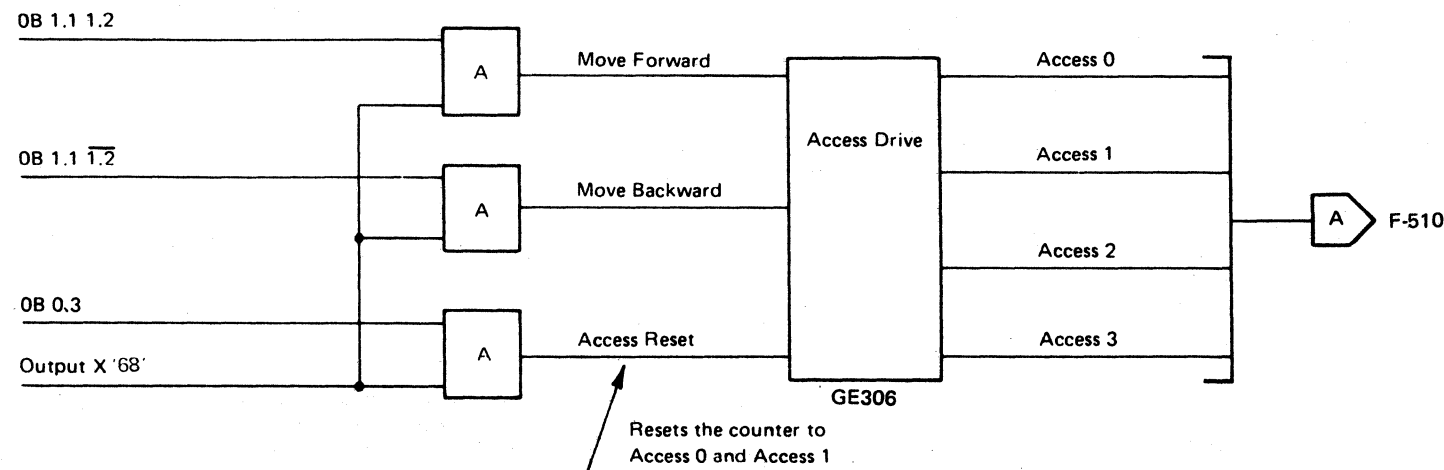 0B 1.1 1.2
A
Move Forward
Access 0
Access Drive
0B 1.1 1.2̅
A
Move Backward
Access 1
A
F-510
Access 2
0B 0.3
A
Access Reset
Access 3
Output X '68'
GE306
Resets the counter to
Access 0 and Access 1